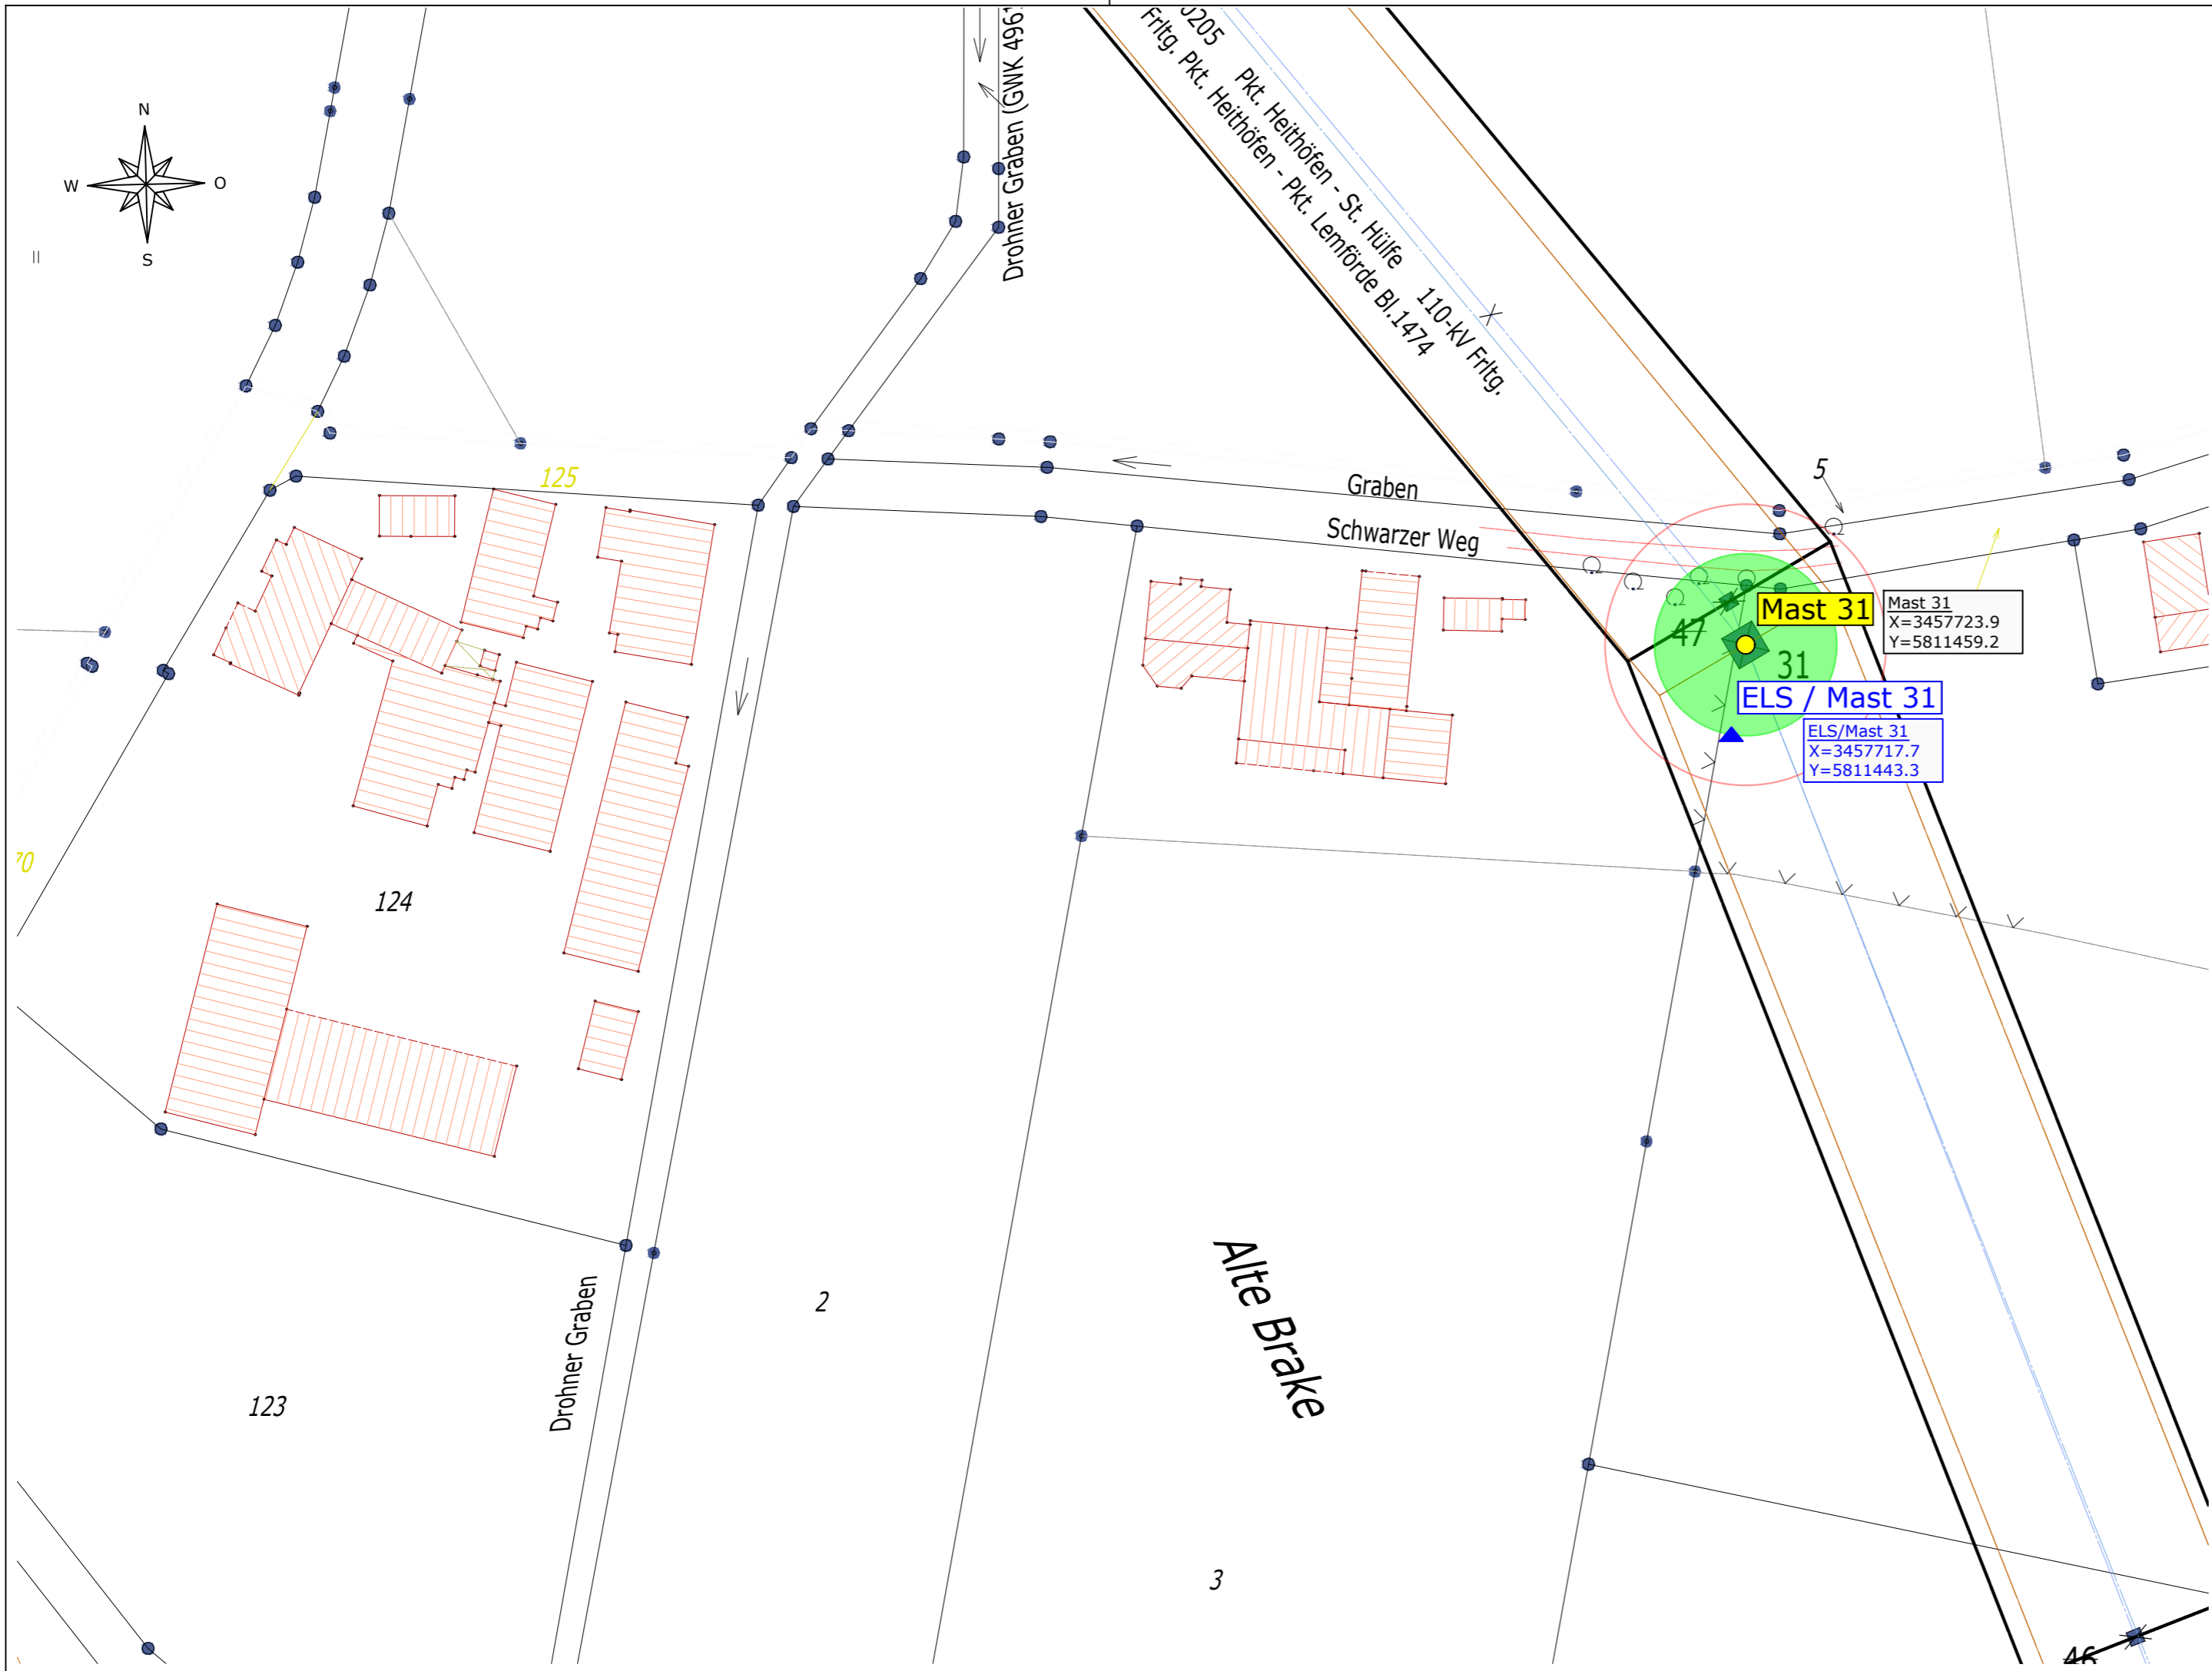 N
W
O
S
Drohner Graben (GWK 496
0205 Pkt. Heithöfen - St. Hülfe 110-kV Frltg.
Frltg. Pkt. Heithöfen - Pkt. Lemförde Bl.1474
125
Graben
Schwarzer Weg
5
47
Mast 31
31
Mast 31
X=3457723.9
Y=5811459.2
ELS / Mast 31
ELS/Mast 31
X=3457717.7
Y=5811443.3
70
124
Drohner Graben
2
Alte Brake
123
3
46